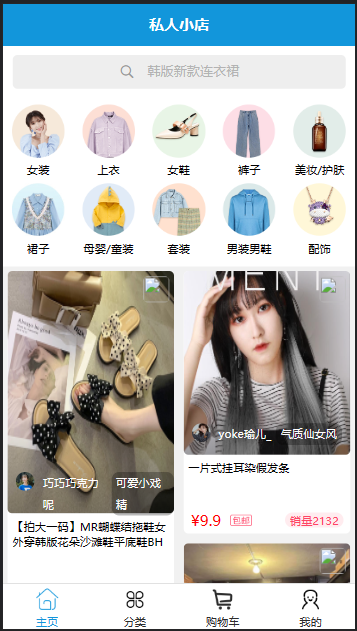 私人小店
韩版新款连衣裙
女装 上衣 女鞋 裤子 美妆/护肤
裙子 母婴/童装 套装 男装男鞋 配饰
MENT
巧巧巧克力呢 可爱小戏精
【拍大一码】MR蝴蝶结拖鞋女
外穿韩版花朵沙滩鞋平底鞋BH
yoke瑜儿_ 气质仙女风
一片式挂耳染假发条
¥9.9 包邮 销量2132
主页 分类 购物车 我的